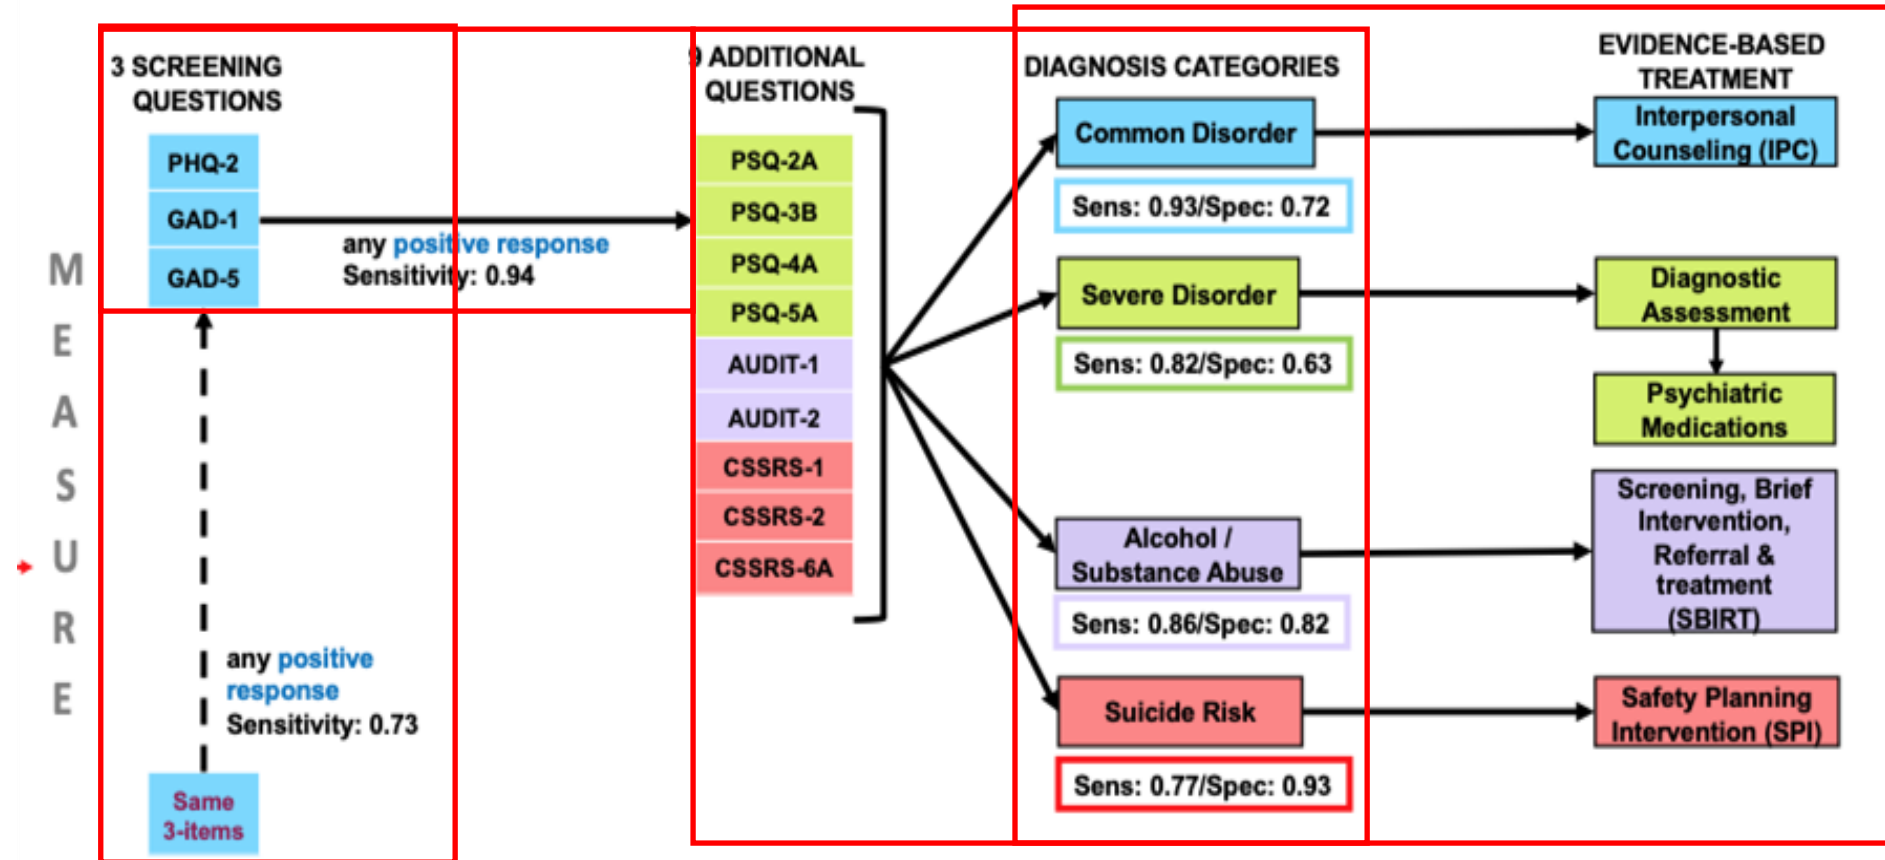 MEASURE
3 SCREENING
QUESTIONS
PHQ-2
GAD-1
GAD-5
any positive response
Sensitivity: 0.94
any positive
response
Sensitivity: 0.73
Same
3-items
9 ADDITIONAL
QUESTIONS
PSQ-2A
PSQ-3B
PSQ-4A
PSQ-5A
AUDIT-1
AUDIT-2
CSSRS-1
CSSRS-2
CSSRS-6A
DIAGNOSIS CATEGORIES
Common Disorder
Sens: 0.93/Spec: 0.72
Severe Disorder
Sens: 0.82/Spec: 0.63
Alcohol /
Substance Abuse
Sens: 0.86/Spec: 0.82
Suicide Risk
Sens: 0.77/Spec: 0.93
EVIDENCE-BASED
TREATMENT
Interpersonal
Counseling (IPC)
Diagnostic
Assessment
Psychiatric
Medications
Screening, Brief
Intervention,
Referral &
treatment
(SBIRT)
Safety Planning
Intervention (SPI)